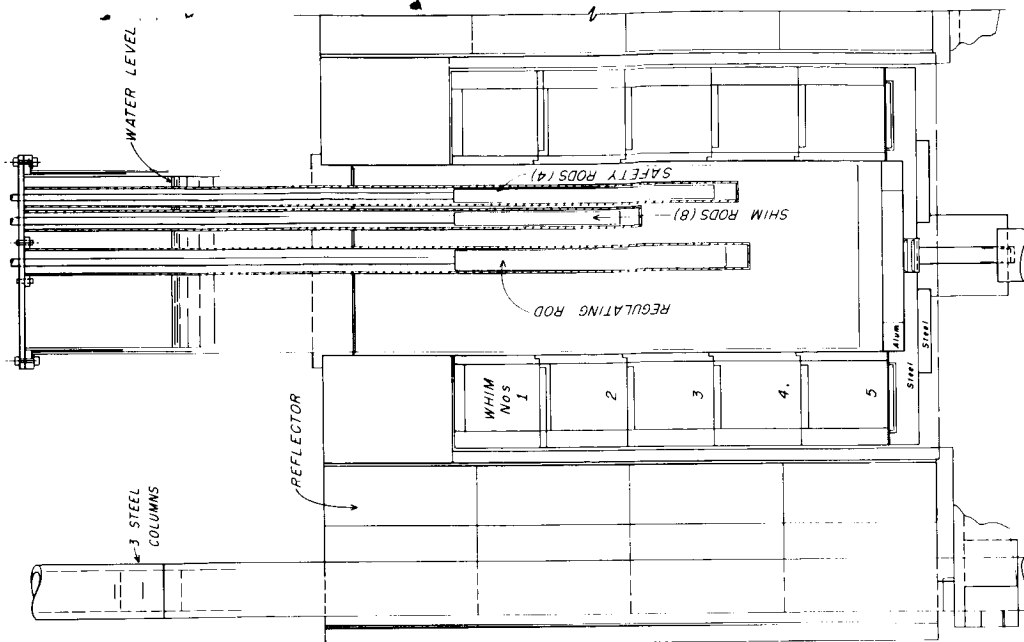 WATER LEVEL
SAFETY RODS (4)
SHIM RODS (8)
REGULATING ROD
REFLECTOR
3 STEEL
COLUMNS
WHIM
Nos
1
2
3
4.
5
Alum.
Steel
Steel